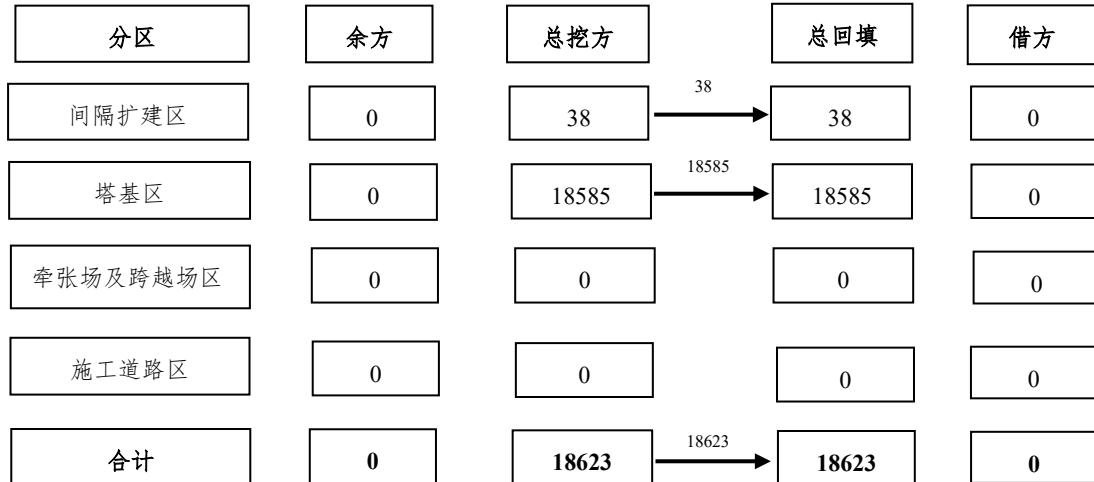 分区 余方 总挖方 总回填 借方
38
间隔扩建区 0 38 38 0
18585
塔基区 0 18585 18585 0
牵张场及跨越场区 0 0 0 0
施工道路区 0 0 0 0
18623
合计 0 18623 18623 0